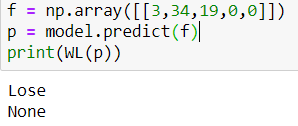 f = np.array([[3,34,19,0,0]])
p = model.predict(f)
print(WL(p))
Lose
None